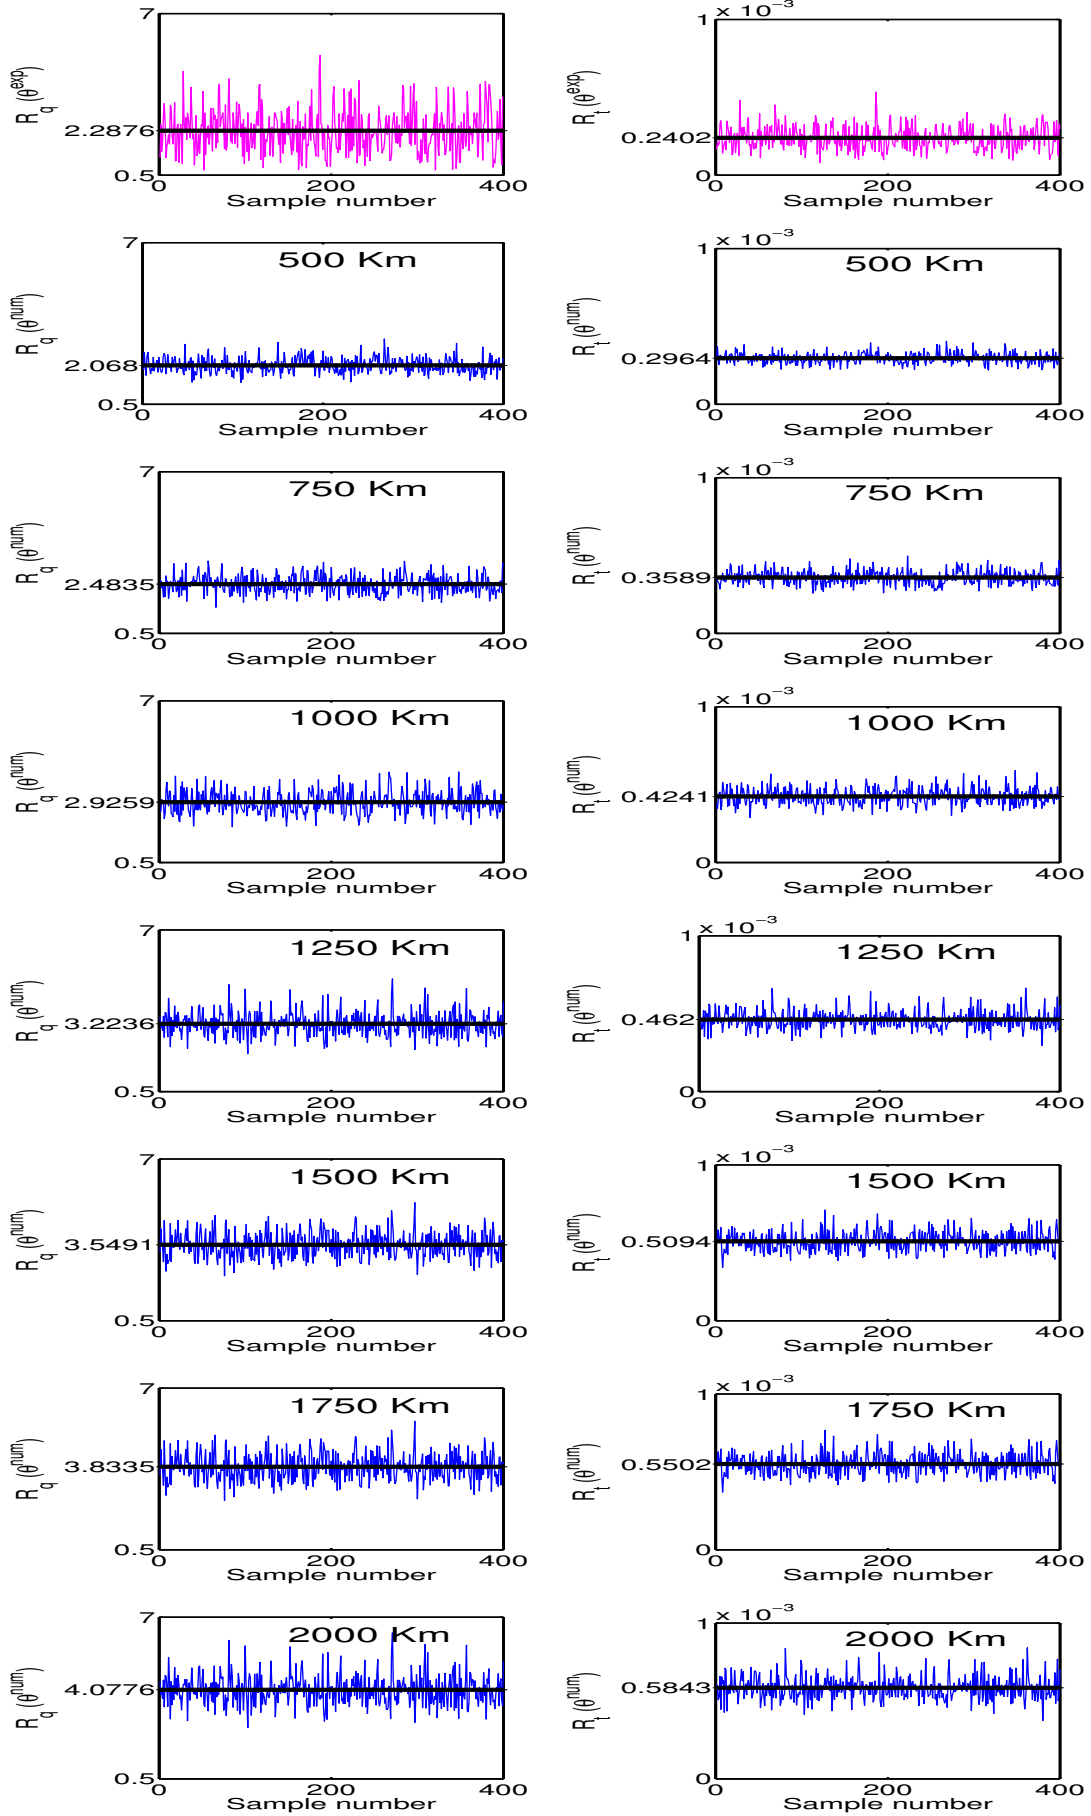 7
R_q (θ^exp)
2.2876
0.5
0 200 400
Sample number
1 x 10^−3
R_t (θ^exp)
0.2402
0
0 200 400
Sample number
7
500 Km
R_q (θ^num)
2.068
0.5
0 200 400
Sample number
1 x 10^−3
500 Km
R_t (θ^num)
0.2964
0
0 200 400
Sample number
7
750 Km
R_q (θ^num)
2.4835
0.5
0 200 400
Sample number
1 x 10^−3
750 Km
R_t (θ^num)
0.3589
0
0 200 400
Sample number
7
1000 Km
R_q (θ^num)
2.9259
0.5
0 200 400
Sample number
1 x 10^−3
1000 Km
R_t (θ^num)
0.4241
0
0 200 400
Sample number
7
1250 Km
R_q (θ^num)
3.2236
0.5
0 200 400
Sample number
1 x 10^−3
1250 Km
R_t (θ^num)
0.462
0
0 200 400
Sample number
7
1500 Km
R_q (θ^num)
3.5491
0.5
0 200 400
Sample number
1 x 10^−3
1500 Km
R_t (θ^num)
0.5094
0
0 200 400
Sample number
7
1750 Km
R_q (θ^num)
3.8335
0.5
0 200 400
Sample number
1 x 10^−3
1750 Km
R_t (θ^num)
0.5502
0
0 200 400
Sample number
7
2000 Km
R_q (θ^num)
4.0776
0.5
0 200 400
Sample number
1 x 10^−3
2000 Km
R_t (θ^num)
0.5843
0
0 200 400
Sample number